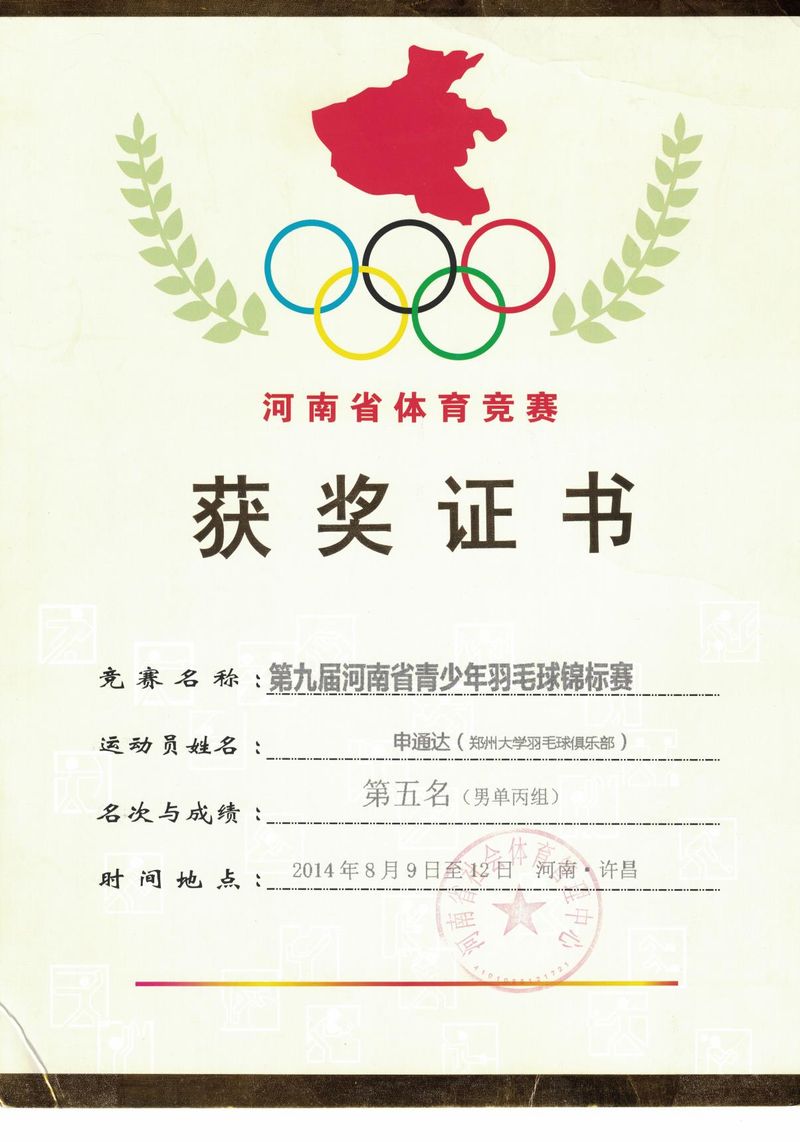 河南省体育竞赛
获奖证书
竞赛名称：第九届河南省青少年羽毛球锦标赛
运动员姓名：申通达（郑州大学羽毛球俱乐部）
名次与成绩：第五名（男单丙组）
时间地点：2014年8月9日至12日 河南·许昌
河南省社会体育管理中心